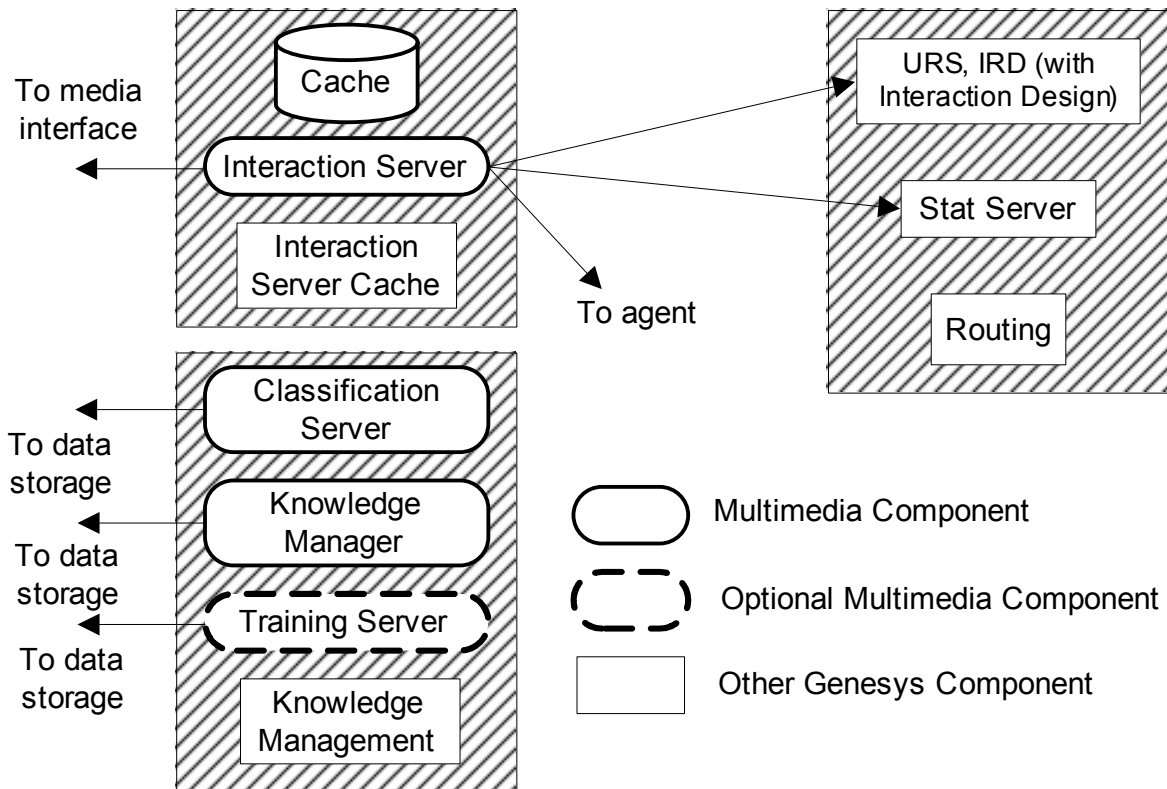 To media
interface
Cache
Interaction Server
Interaction
Server Cache
URS, IRD (with
Interaction Design)
Stat Server
Routing
To agent
Classification
Server
Knowledge
Manager
Training Server
Knowledge
Management
To data
storage
To data
storage
To data
storage
Multimedia Component
Optional Multimedia Component
Other Genesys Component